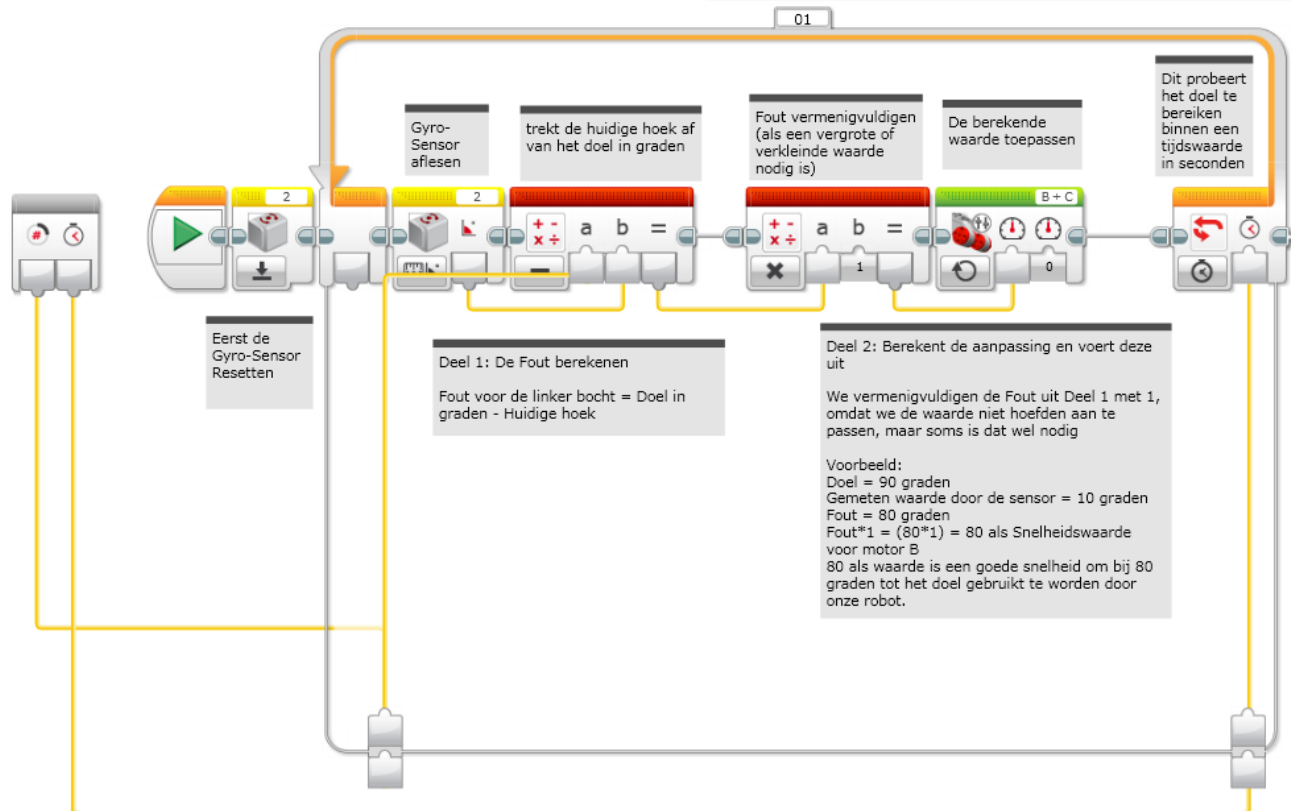 01
Gyro-
Sensor
aflesen
trekt de huidige hoek af
van het doel in graden
Fout vermenigvuldigen
(als een vergrote of
verkleinde waarde
nodig is)
De berekende
waarde toepassen
Dit probeert
het doel te
bereiken
binnen een
tijdswaarde
in seconden
#
2
2
a b =
a b =
1
B + C
0
Eerst de
Gyro-Sensor
Resetten
Deel 1: De Fout berekenen
Fout voor de linker bocht = Doel in
graden - Huidige hoek
Deel 2: Berekent de aanpassing en voert deze
uit
We vermenigvuldigen de Fout uit Deel 1 met 1,
omdat we de waarde niet hoefden aan te
passen, maar soms is dat wel nodig
Voorbeeld:
Doel = 90 graden
Gemeten waarde door de sensor = 10 graden
Fout = 80 graden
Fout*1 = (80*1) = 80 als Snelheidswaarde
voor motor B
80 als waarde is een goede snelheid om bij 80
graden tot het doel gebruikt te worden door
onze robot.